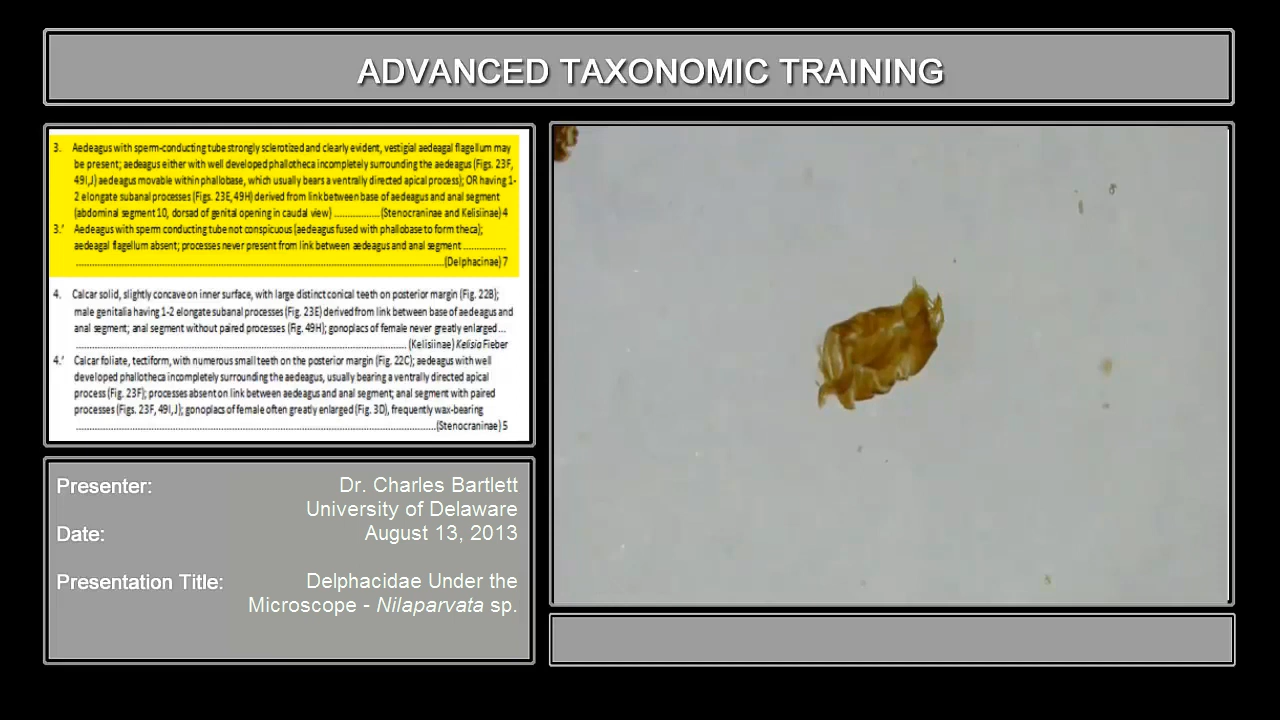 ADVANCED TAXONOMIC TRAINING
3. Aedeagus with sperm-conducting tube strongly sclerotized and clearly evident, vestigial aedeagal flagellum may
be present; aedeagus either with well developed phallotheca incompletely surrounding the aedeagus (Figs. 23F,
49I,J) aedeagus movable within phallobase, which usually bears a ventrally directed apical process); OR having 1-
2 elongate subanal processes (Figs. 23E, 49H) derived from link between base of aedeagus and anal segment
(abdominal segment 10, dorsad of genital opening in caudal view) .................(Stenocraninae and Kelisiinae) 4
3.' Aedeagus with sperm conducting tube not conspicuous (aedeagus fused with phallobase to form theca);
aedeagal flagellum absent; processes never present from link between aedeagus and anal segment ...............
..........................................................................................................................(Delphacinae) 7
4. Calcar solid, slightly concave on inner surface, with large distinct conical teeth on posterior margin (Fig. 22B);
male genitalia having 1-2 elongate subanal processes (Fig. 23E) derived from link between base of aedeagus and
anal segment; anal segment without paired processes (Fig. 49H); gonoplacs of female never greatly enlarged...
.............................................................................................................. (Kelisiinae) Kelisia Fieber
4.' Calcar foliate, tectiform, with numerous small teeth on the posterior margin (Fig. 22C); aedeagus with well
developed phallotheca incompletely surrounding the aedeagus, usually bearing a ventrally directed apical
process (Fig. 23F); processes absent on link between aedeagus and anal segment; anal segment with paired
processes (Figs. 23F, 49I,J); gonoplacs of female often greatly enlarged (Fig. 3D), frequently wax-bearing
........................................................................................................................(Stenocraninae) 5
Presenter: Dr. Charles Bartlett
University of Delaware
Date: August 13, 2013
Presentation Title: Delphacidae Under the
Microscope - Nilaparvata sp.